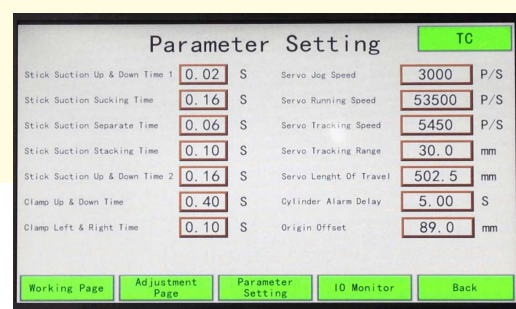 Parameter Setting
TC
Stick Suction Up & Down Time 1 0.02 S Servo Jog Speed 3000 P/S
Stick Suction Sucking Time 0.16 S Servo Running Speed 53500 P/S
Stick Suction Separate Time 0.06 S Servo Tracking Speed 5450 P/S
Stick Suction Stacking Time 0.10 S Servo Tracking Range 30.0 mm
Stick Suction Up & Down Time 2 0.16 S Servo Lenght Of Travel 502.5 mm
Clamp Up & Down Time 0.40 S Cylinder Alarm Delay 5.00 S
Clamp Left & Right Time 0.10 S Origin Offset 89.0 mm
Working Page
Adjustment
Page
Parameter
Setting
IO Monitor
Back